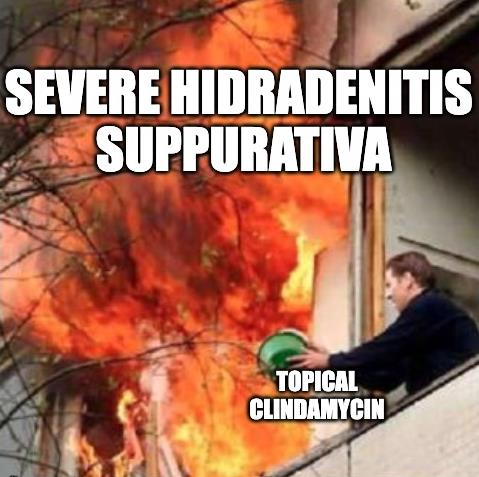 SEVERE HIDRADENITIS
SUPPURATIVA
TOPICAL
CLINDAMYCIN